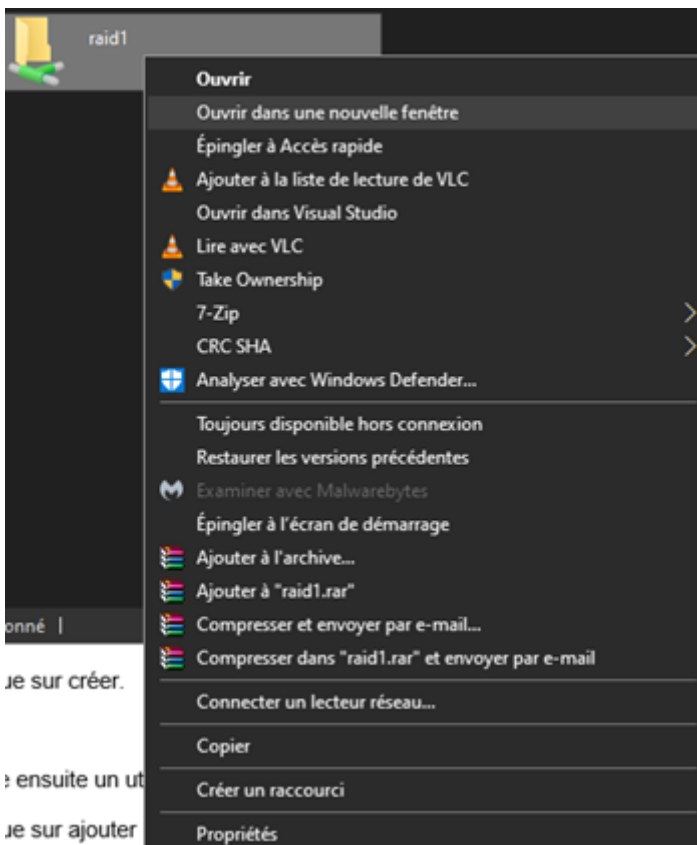 raid1
Ouvrir
Ouvrir dans une nouvelle fenêtre
Épingler à Accès rapide
Ajouter à la liste de lecture de VLC
Ouvrir dans Visual Studio
Lire avec VLC
Take Ownership
7-Zip
CRC SHA
Analyser avec Windows Defender...
Toujours disponible hors connexion
Restaurer les versions précédentes
Examiner avec Malwarebytes
Épingler à l'écran de démarrage
Ajouter à l'archive...
Ajouter à "raid1.rar"
onné |
Compresser et envoyer par e-mail...
Compresser dans "raid1.rar" et envoyer par e-mail
ue sur créer.
Connecter un lecteur réseau...
Copier
e ensuite un ut
Créer un raccourci
ue sur ajouter
Propriétés